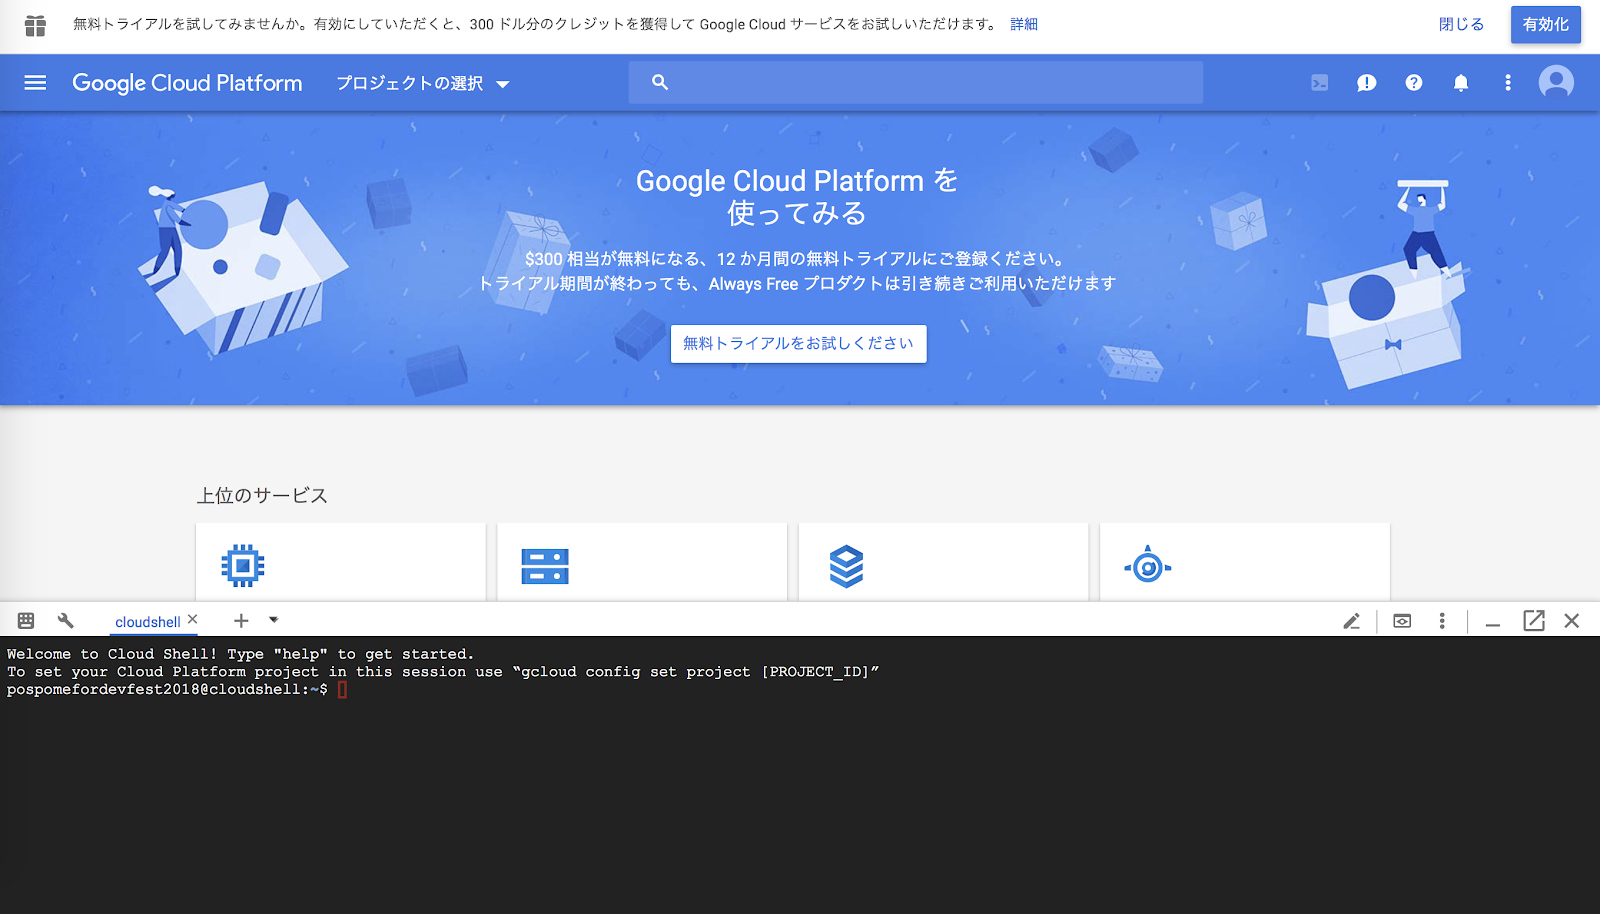 無料トライアルを試してみませんか。有効にしていただくと、300 ドル分のクレジットを獲得して Google Cloud サービスをお試しいただけます。 詳細
閉じる
有効化
Google Cloud Platform
プロジェクトの選択
Google Cloud Platform を
使ってみる
$300 相当が無料になる、12 か月間の無料トライアルにご登録ください。
トライアル期間が終わっても、Always Free プロダクトは引き続きご利用いただけます
無料トライアルをお試しください
上位のサービス
cloudshell
Welcome to Cloud Shell! Type "help" to get started.
To set your Cloud Platform project in this session use “gcloud config set project [PROJECT_ID]”
pospomefordevfest2018@cloudshell:~$